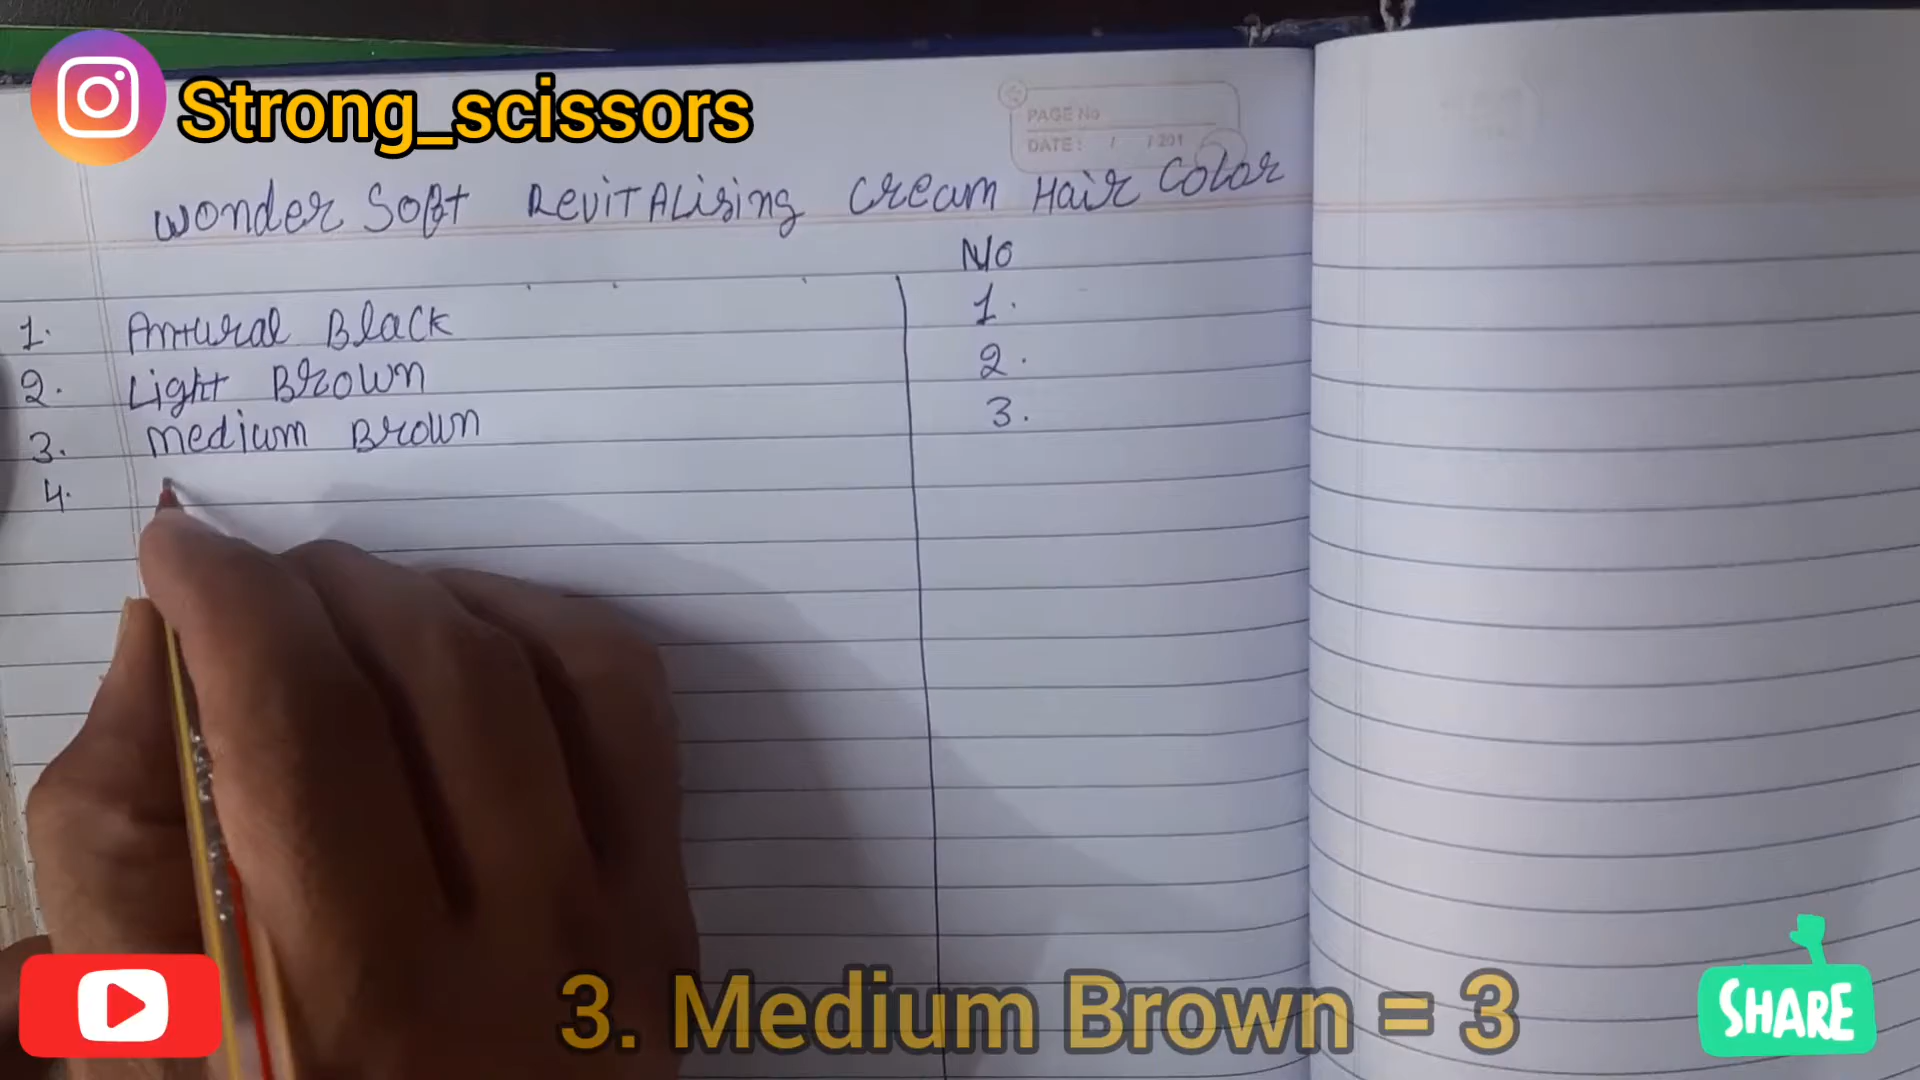 Strong_scissors
PAGE No
DATE: / /201
Wonder Soft Revitalising Cream Hair Color
No
1. Antural Black 1.
2. Light Brown 2.
3. Medium Brown 3.
4.
3. Medium Brown = 3
SHARE